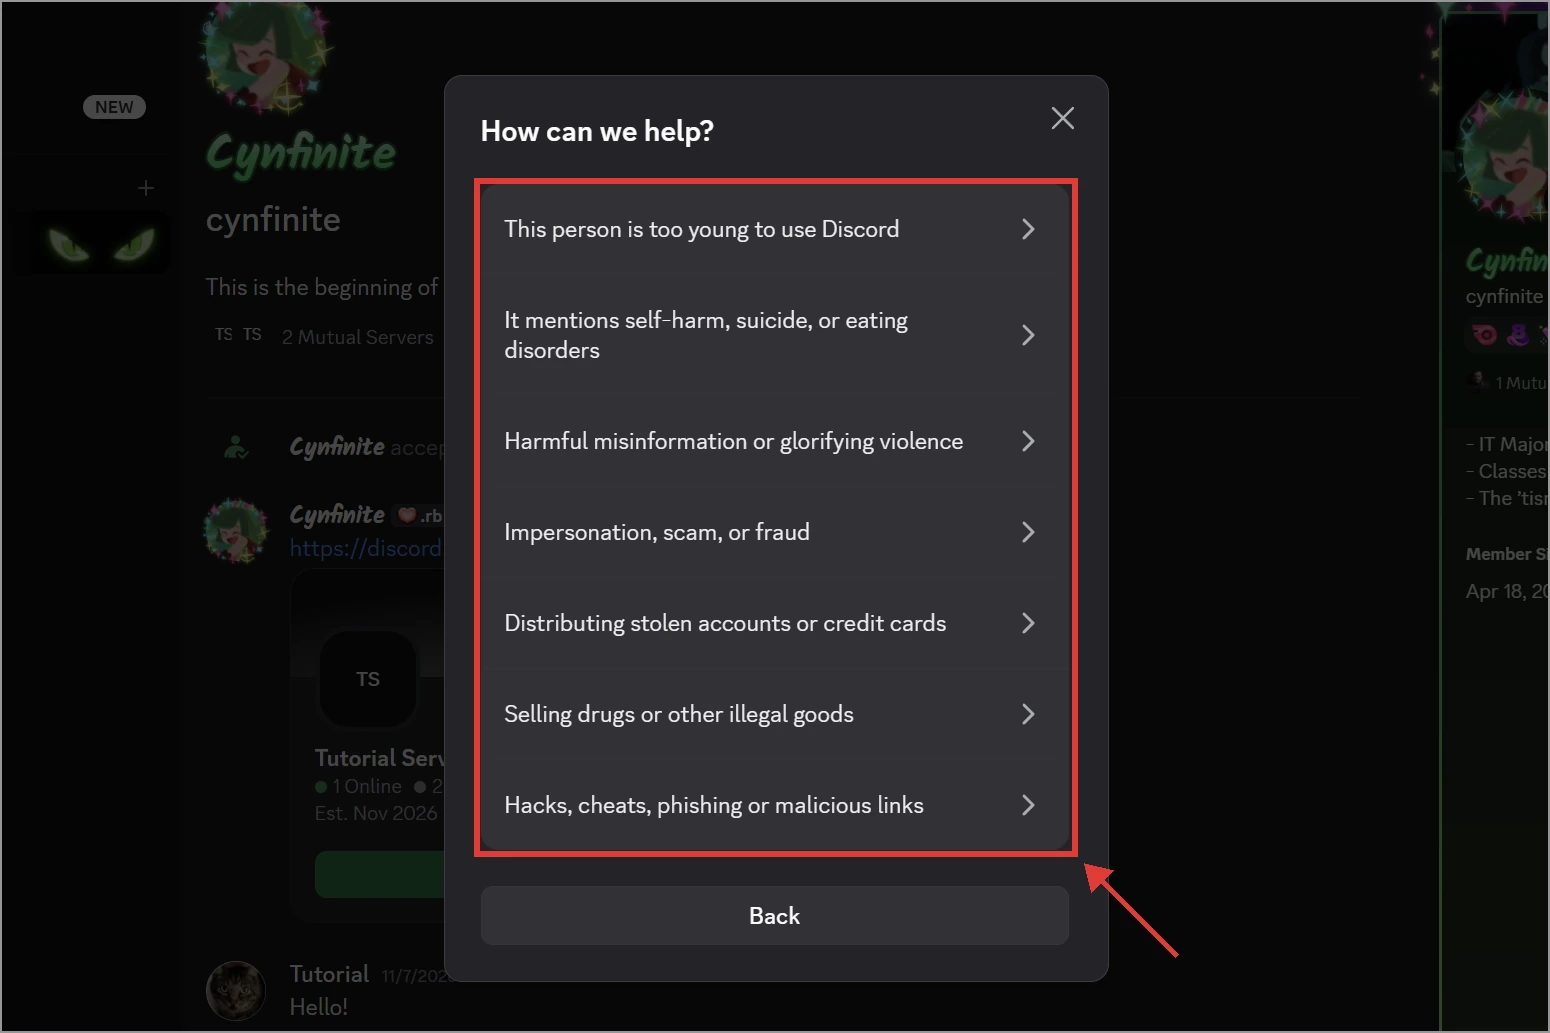 NEW
Cynfinite
cynfinite
This is the beginning of
TS TS 2 Mutual Servers
Cynfinite accep
Cynfinite .rb
https://discord
TS
Tutorial Serv
1 Online 2
Est. Nov 2026
Tutorial 11/7/202
Hello!
How can we help?
This person is too young to use Discord
It mentions self-harm, suicide, or eating
disorders
Harmful misinformation or glorifying violence
Impersonation, scam, or fraud
Distributing stolen accounts or credit cards
Selling drugs or other illegal goods
Hacks, cheats, phishing or malicious links
Back
Cynfin
cynfinite
1 Mutu
- IT Major
- Classes
- The 'tisr
Member Si
Apr 18, 20